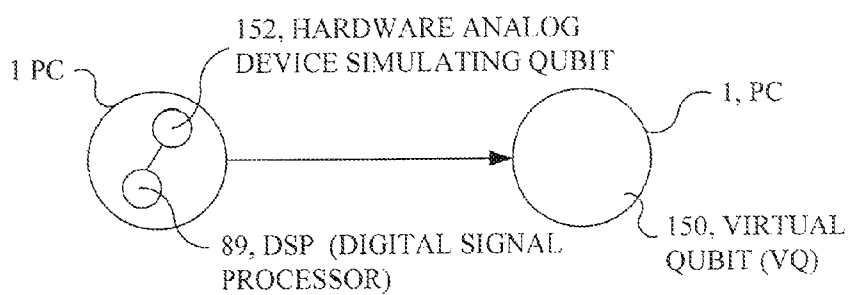 152, HARDWARE ANALOG
DEVICE SIMULATING QUBIT
1 PC
1, PC
89, DSP (DIGITAL SIGNAL
PROCESSOR)
150, VIRTUAL
QUBIT (VQ)